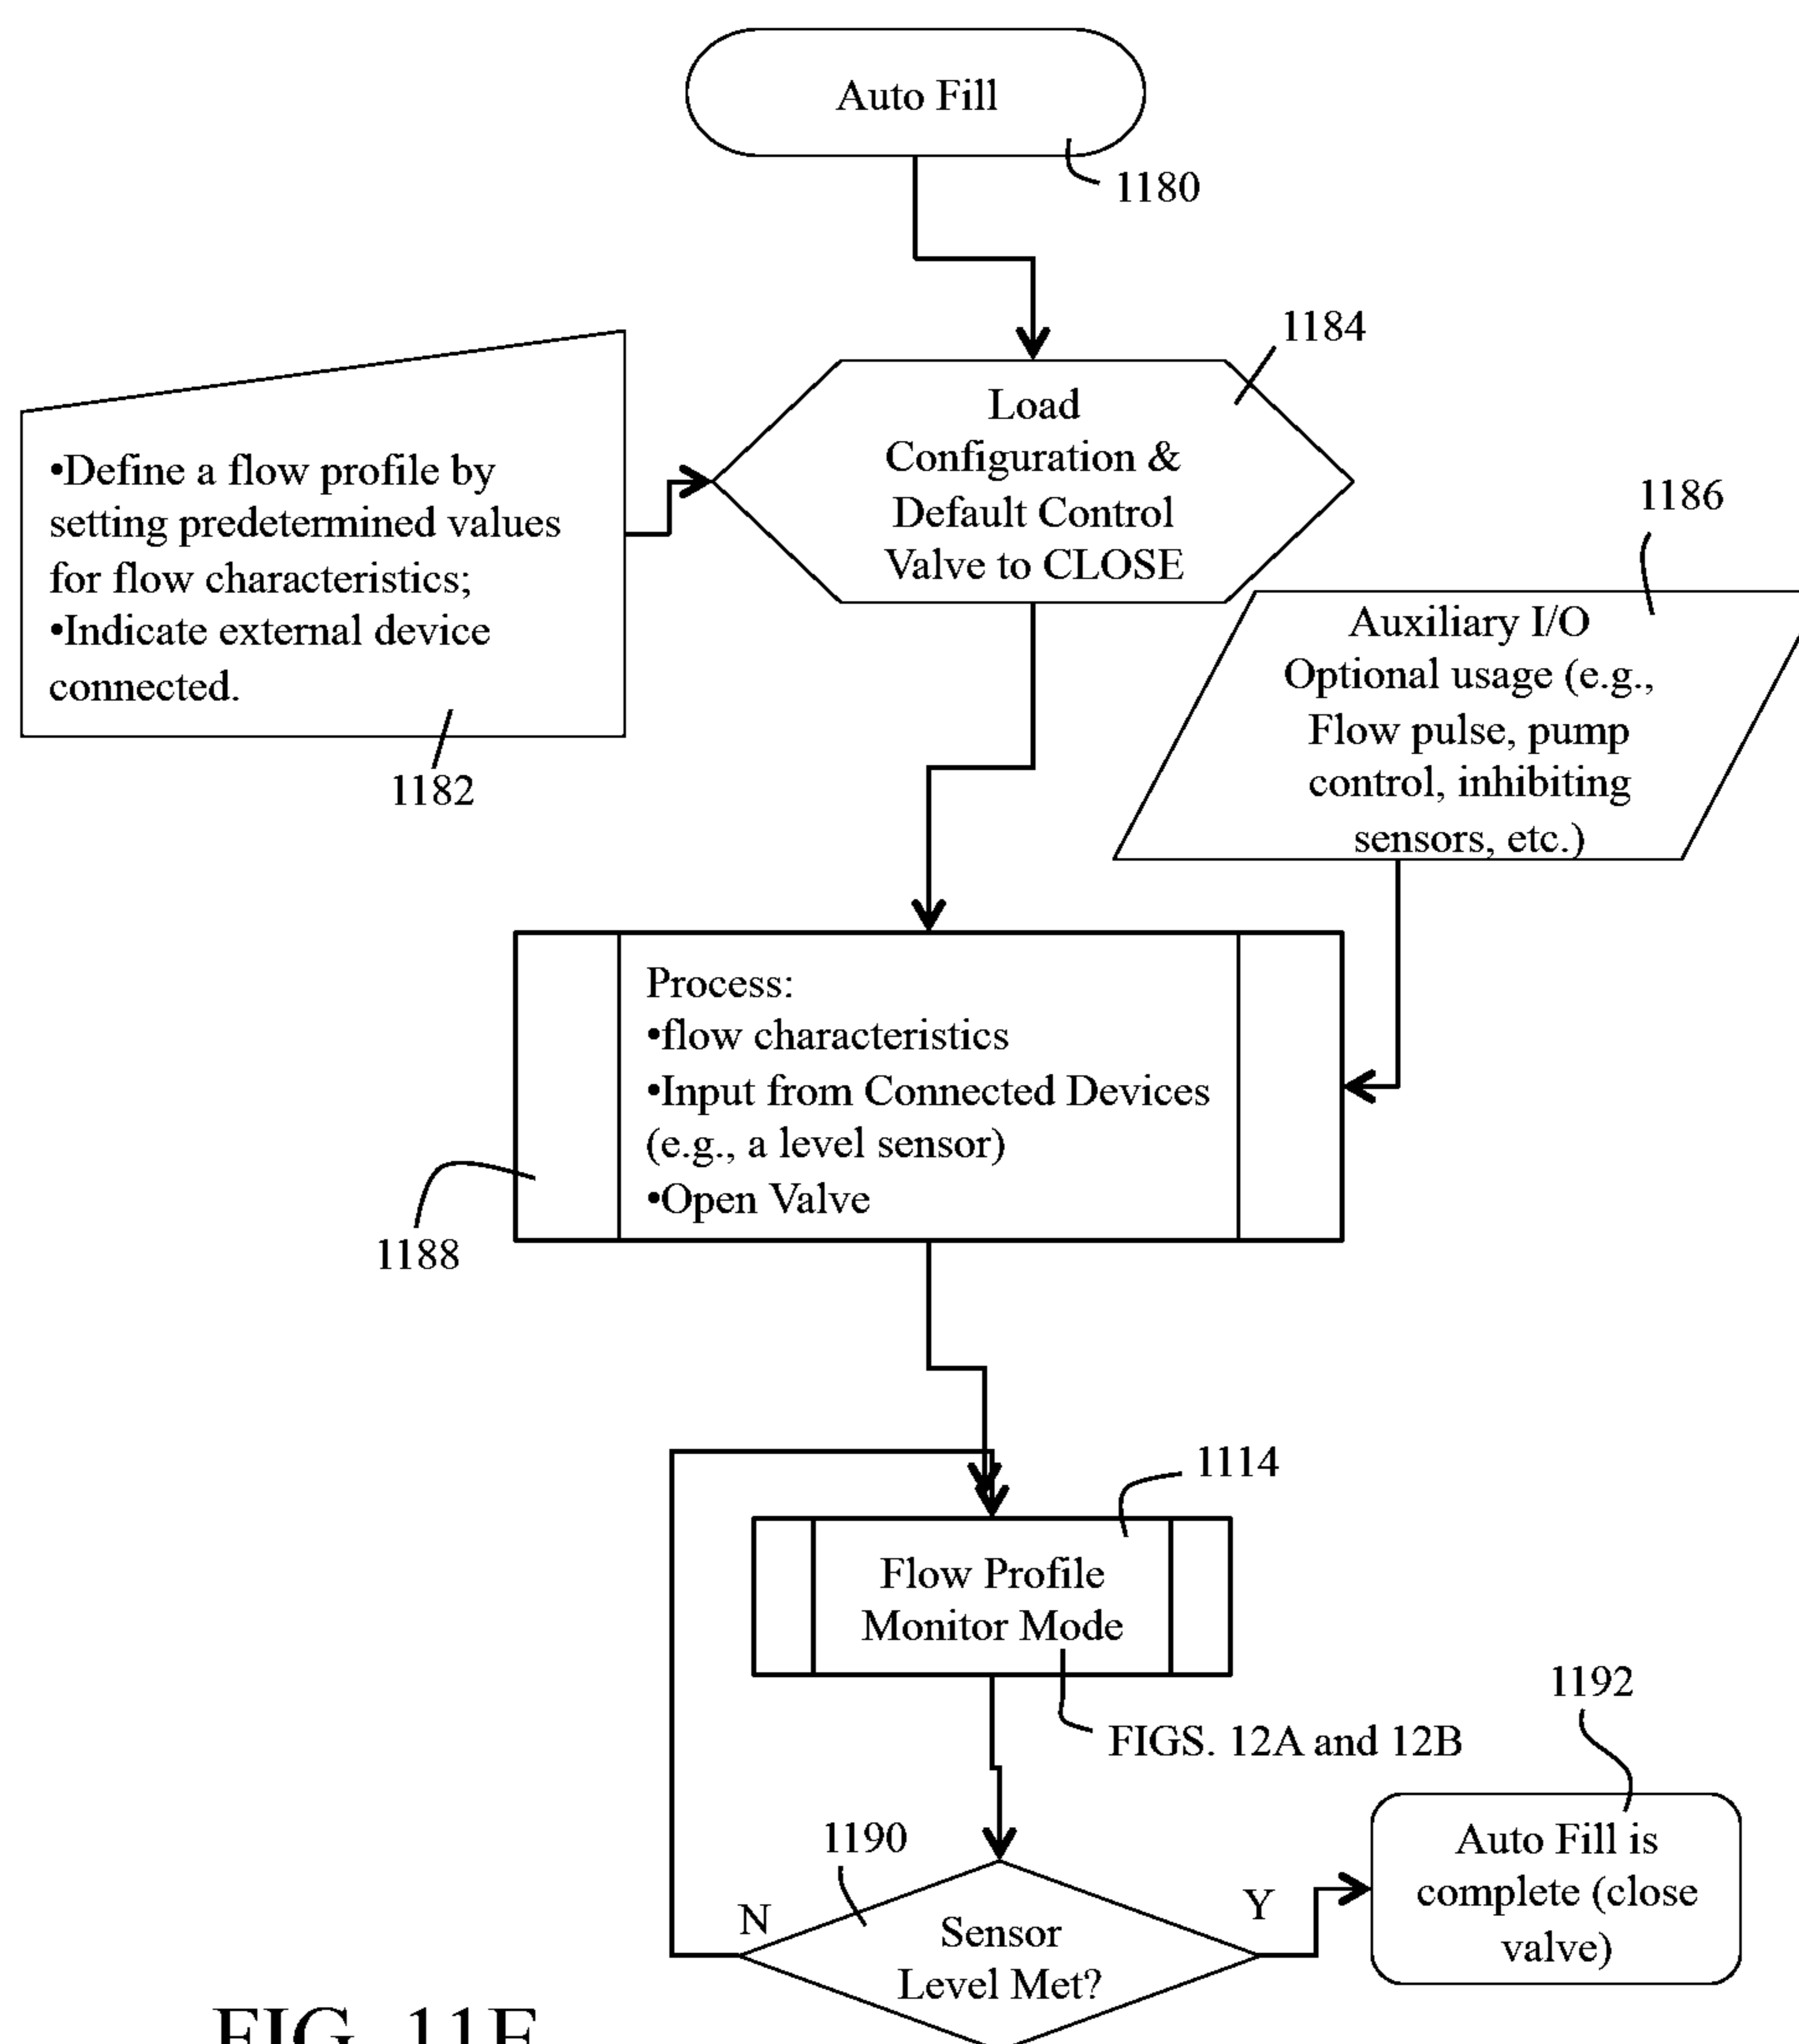 Auto Fill
1180
1184
Load
Configuration &
Default Control
Valve to CLOSE
•Define a flow profile by
setting predetermined values
for flow characteristics;
•Indicate external device
connected.
1182
1186
Auxiliary I/O
Optional usage (e.g.,
Flow pulse, pump
control, inhibiting
sensors, etc.)
Process:
•flow characteristics
•Input from Connected Devices
(e.g., a level sensor)
•Open Valve
1188
1114
Flow Profile
Monitor Mode
FIGS. 12A and 12B
1192
1190
N
Y
Sensor
Level Met?
Auto Fill is
complete (close
valve)
FIG.